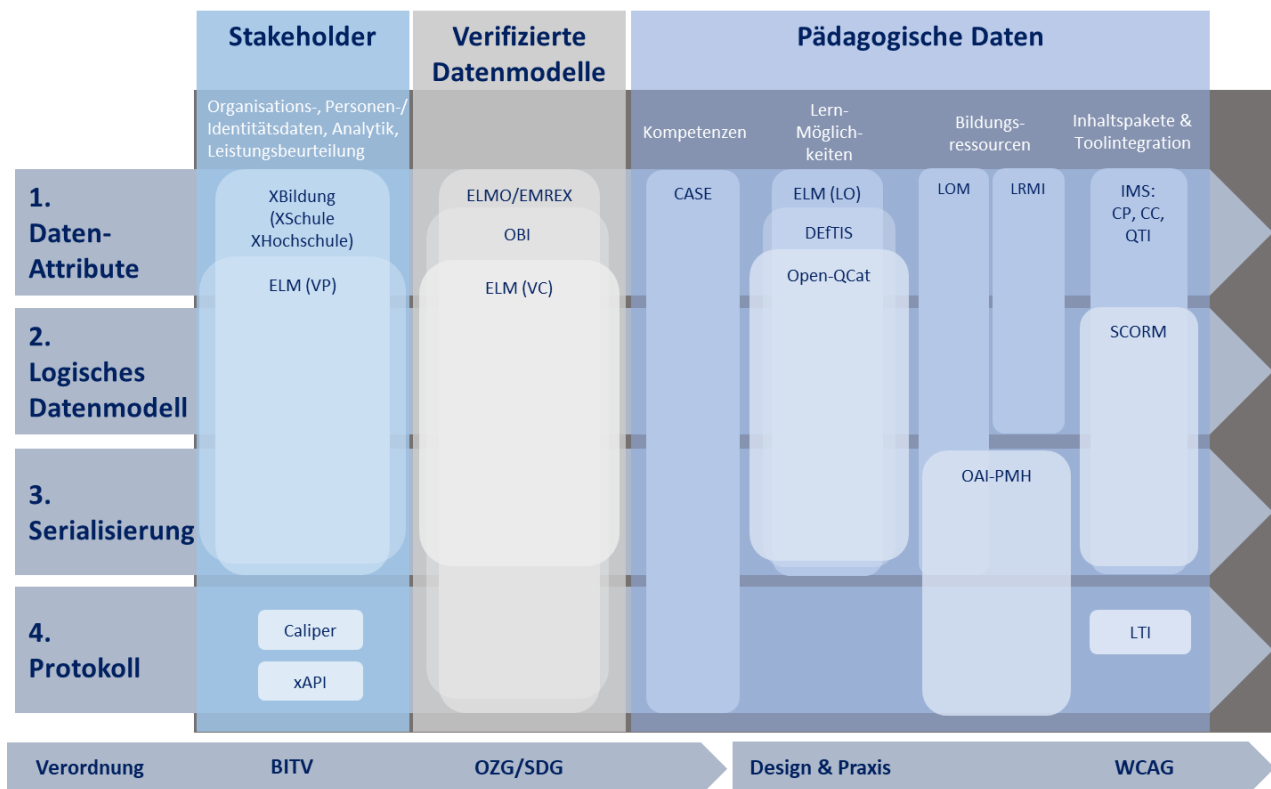 Stakeholder
Verifizierte
Datenmodelle
Pädagogische Daten
Organisations-, Personen-/
Identitätsdaten, Analytik,
Leistungsbeurteilung
Kompetenzen
Lern-
Möglich-
keiten
Bildungs-
ressourcen
Inhaltspakete &
Toolintegration
1.
Daten-
Attribute
XBildung
(XSchule
XHochschule)
ELM (VP)
ELMO/EMREX
OBI
ELM (VC)
CASE
ELM (LO)
DEfTIS
Open-QCat
LOM
LRMI
IMS:
CP, CC,
QTI
2.
Logisches
Datenmodell
SCORM
3.
Serialisierung
OAI-PMH
4.
Protokoll
Caliper
xAPI
LTI
Verordnung
BITV
OZG/SDG
Design & Praxis
WCAG